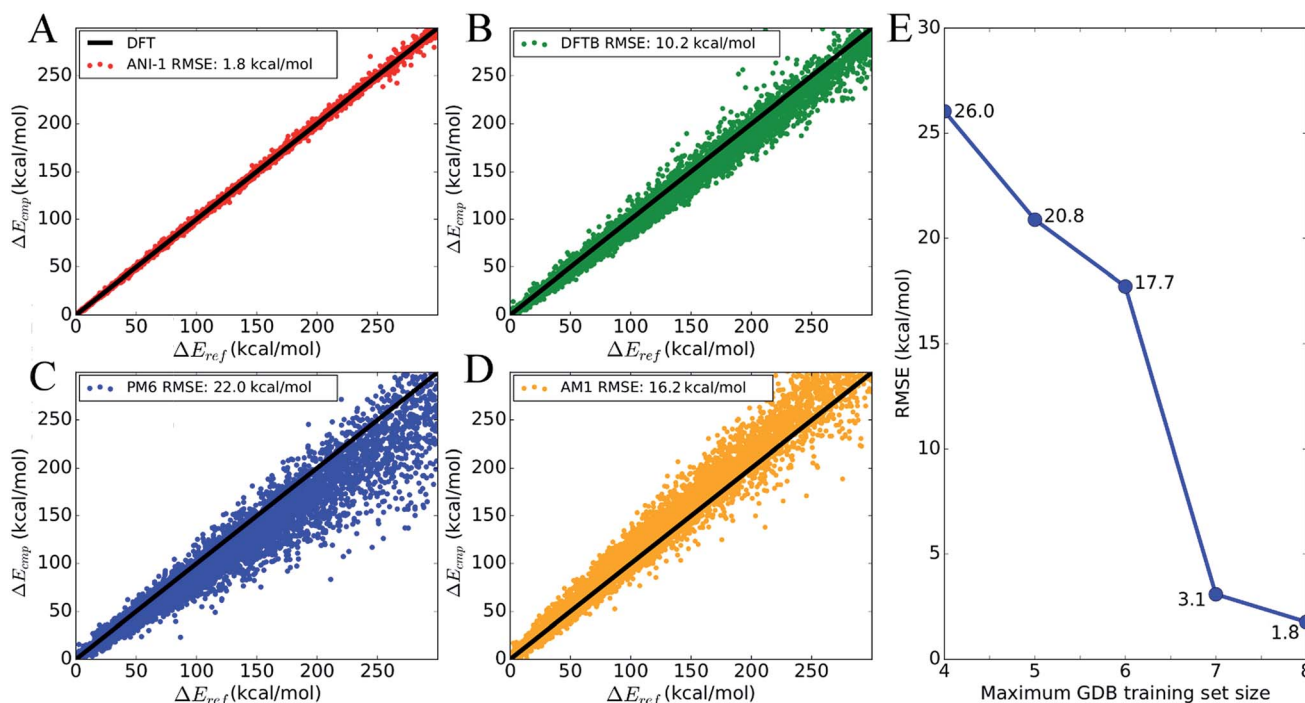 A
DFT
ANI-1 RMSE: 1.8 kcal/mol
300
250
200
150
100
50
0
0 50 100 150 200 250
ΔE_cmp (kcal/mol)
ΔE_ref (kcal/mol)
B
DFTB RMSE: 10.2 kcal/mol
300
250
200
150
100
50
0
0 50 100 150 200 250
ΔE_cmp (kcal/mol)
ΔE_ref (kcal/mol)
C
PM6 RMSE: 22.0 kcal/mol
300
250
200
150
100
50
0
0 50 100 150 200 250
ΔE_cmp (kcal/mol)
ΔE_ref (kcal/mol)
D
AM1 RMSE: 16.2 kcal/mol
300
250
200
150
100
50
0
0 50 100 150 200 250
ΔE_cmp (kcal/mol)
ΔE_ref (kcal/mol)
E
30
25
20
15
10
5
0
RMSE (kcal/mol)
26.0
20.8
17.7
3.1
1.8
4 5 6 7 8
Maximum GDB training set size